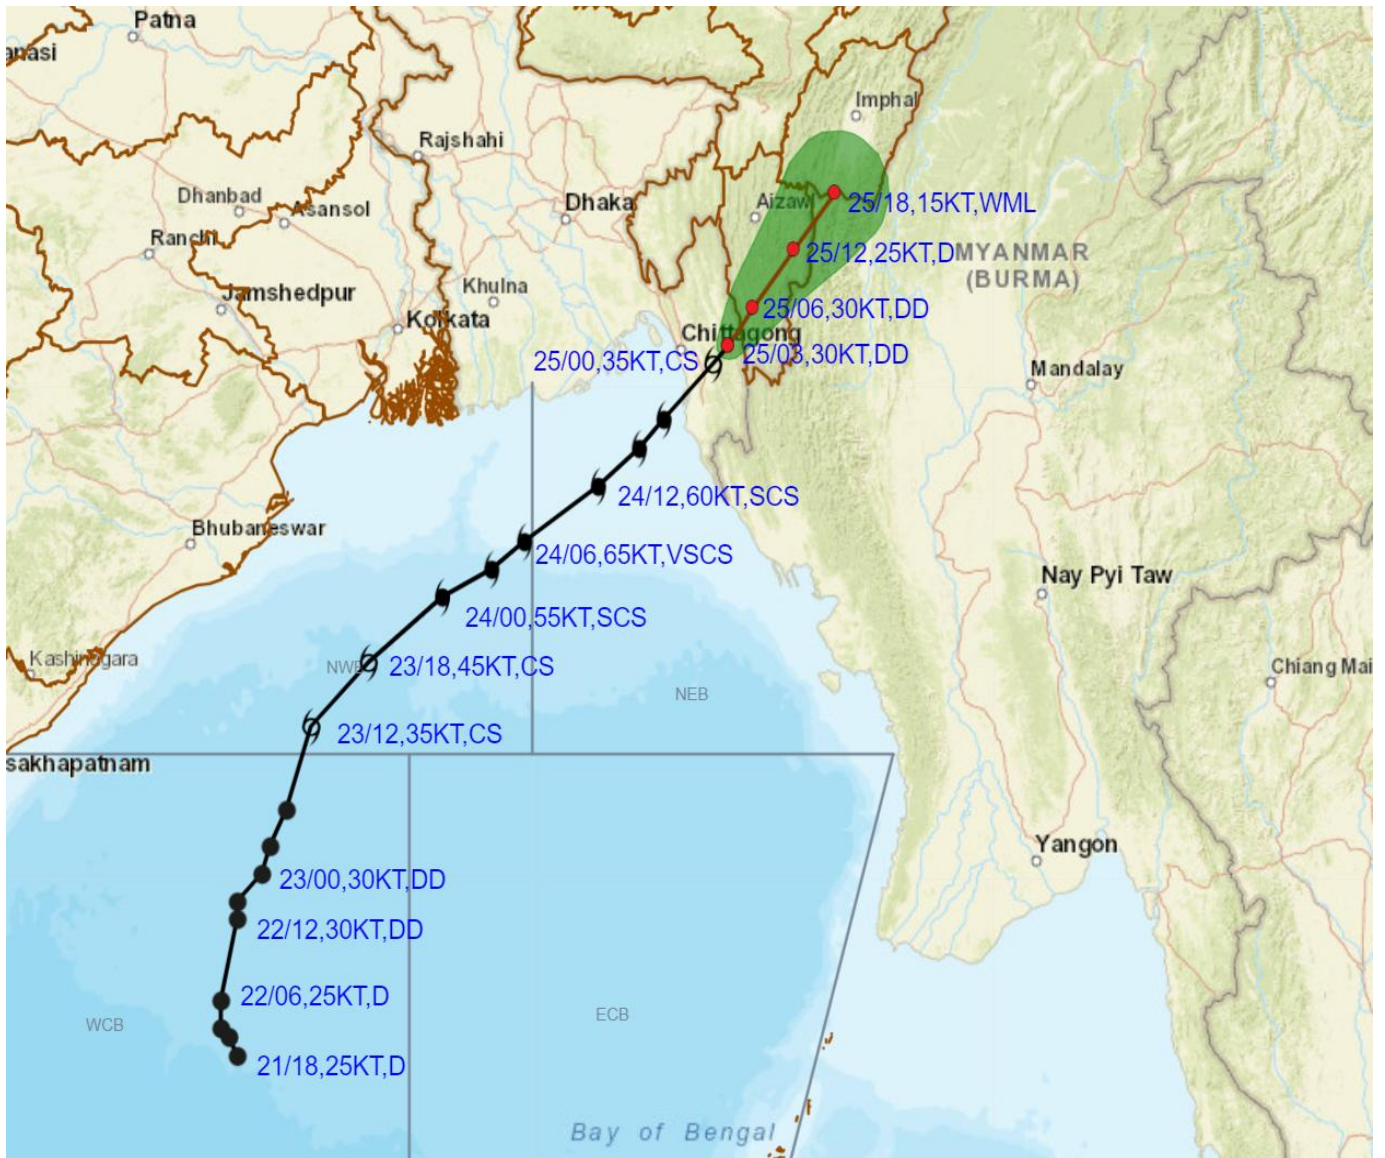 Patna
anasi
Imphal
Rajshahi
Dhanbad
Asansol
Dhaka
Aizawl
25/18,15KT,WML
Ranchi
25/12,25KT,D
MYANMAR
(BURMA)
Jamshedpur
Khulna
25/06,30KT,DD
Kolkata
Chittagong
25/03,30KT,DD
25/00,35KT,CS
Mandalay
24/12,60KT,SCS
Bhubaneswar
24/06,65KT,VSCS
Nay Pyi Taw
24/00,55KT,SCS
Kashinagara
NWB
23/18,45KT,CS
Chiang Mai
NEB
23/12,35KT,CS
sakhapatnam
Yangon
23/00,30KT,DD
22/12,30KT,DD
22/06,25KT,D
WCB
ECB
21/18,25KT,D
Bay of Bengal